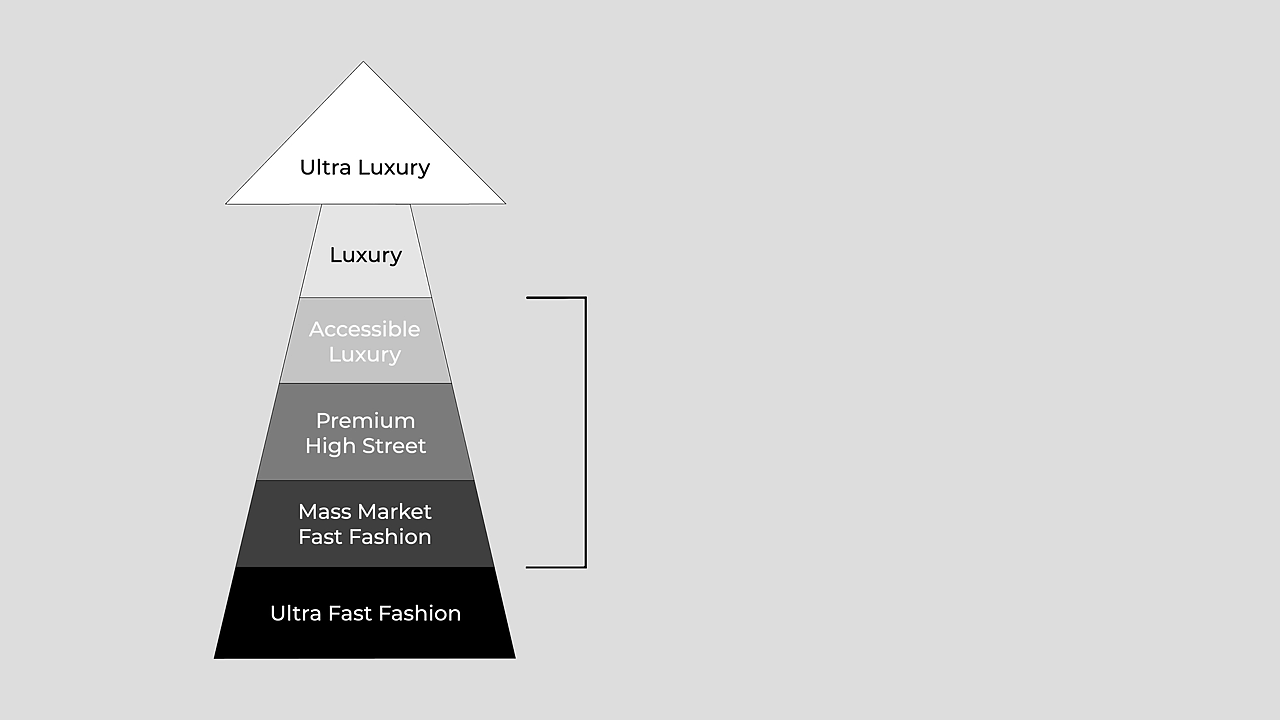 Ultra Luxury
Luxury
Accessible
Luxury
Premium
High Street
Mass Market
Fast Fashion
Ultra Fast Fashion